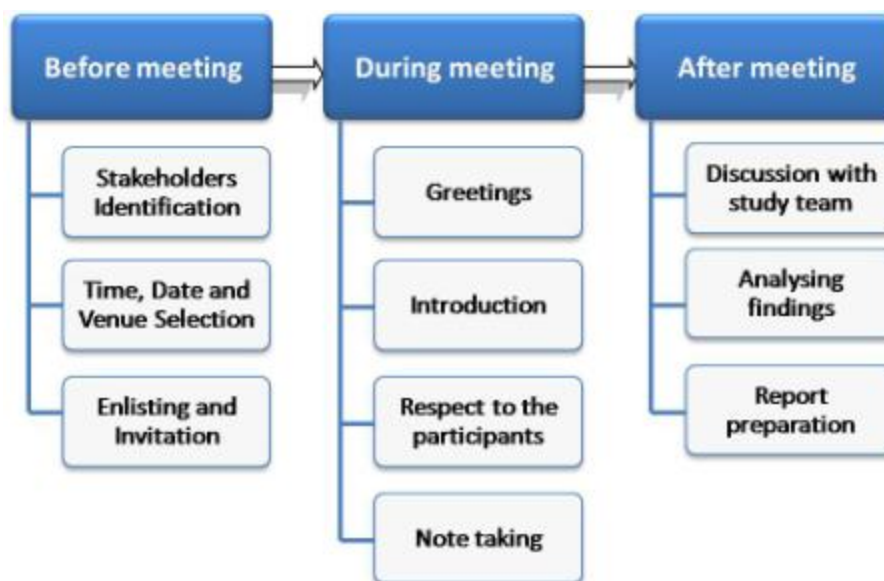 Before meeting
Stakeholders
Identification
Time, Date and
Venue Selection
Enlisting and
Invitation
During meeting
Greetings
Introduction
Respect to the
participants
Note taking
After meeting
Discussion with
study team
Analysing
findings
Report
preparation